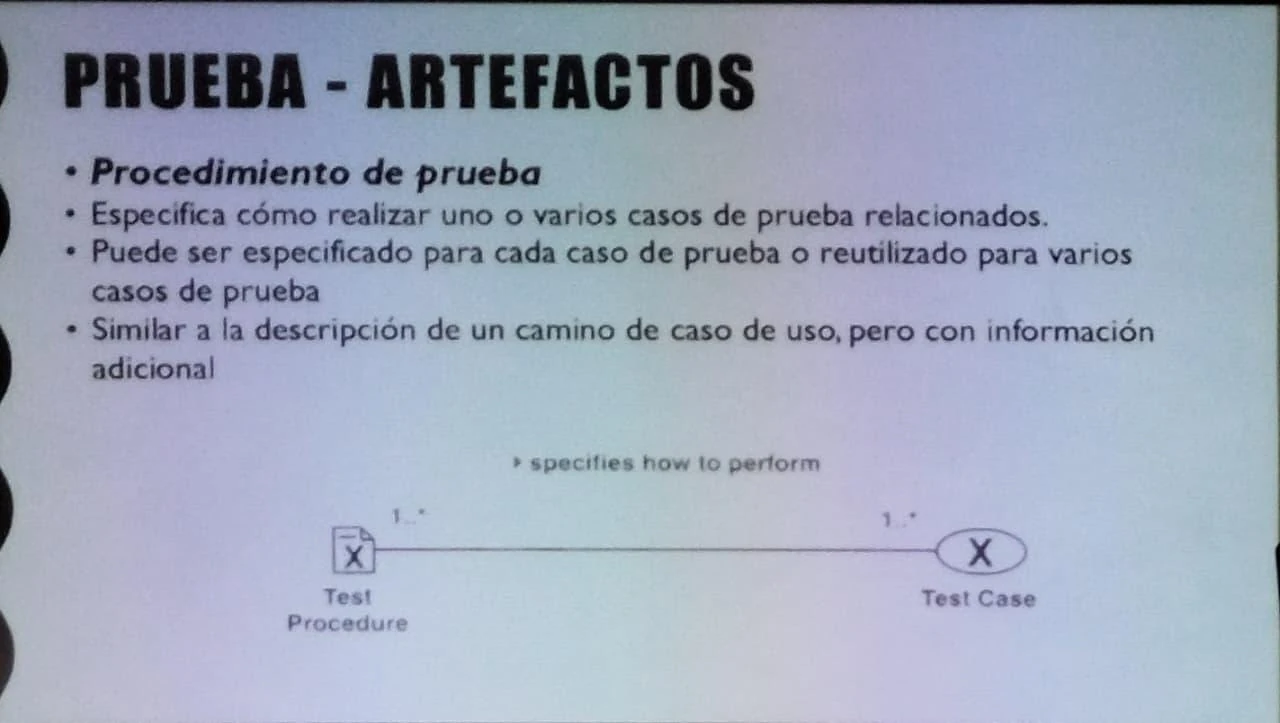 PRUEBA - ARTEFACTOS
• Procedimiento de prueba
• Especifica cómo realizar uno o varios casos de prueba relacionados.
• Puede ser especificado para cada caso de prueba o reutilizado para varios
casos de prueba
• Similar a la descripción de un camino de caso de uso, pero con información
adicional
specifies how to perform
1..* 1..*
X X
Test Test Case
Procedure